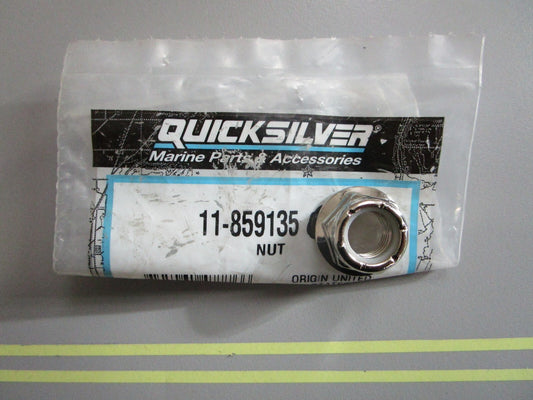 QUICKSILVER®
Marine Parts & Accessories
11-859135
NUT
ORIGIN UNITED